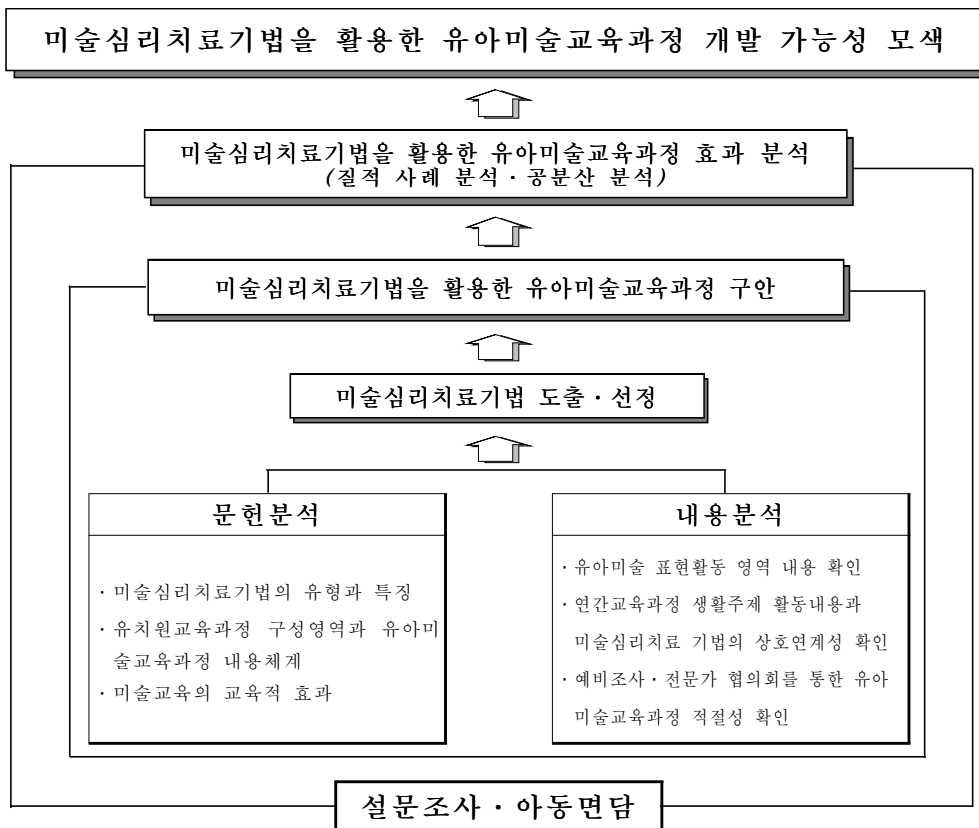 미술심리치료기법을 활용한 유아미술교육과정 개발 가능성 모색
미술심리치료기법을 활용한 유아미술교육과정 효과 분석
(질적 사례 분석·공분산 분석)
미술심리치료기법을 활용한 유아미술교육과정 구안
미술심리치료기법 도출·선정
문헌분석
·미술심리치료기법의 유형과 특징
·유치원교육과정 구성영역과 유아미
술교육과정 내용체계
·미술교육의 교육적 효과
내용분석
·유아미술 표현활동 영역 내용 확인
·연간교육과정 생활주제 활동내용과
미술심리치료 기법의 상호연계성 확인
·예비조사·전문가 협의회를 통한 유아
미술교육과정 적절성 확인
설문조사·아동면담